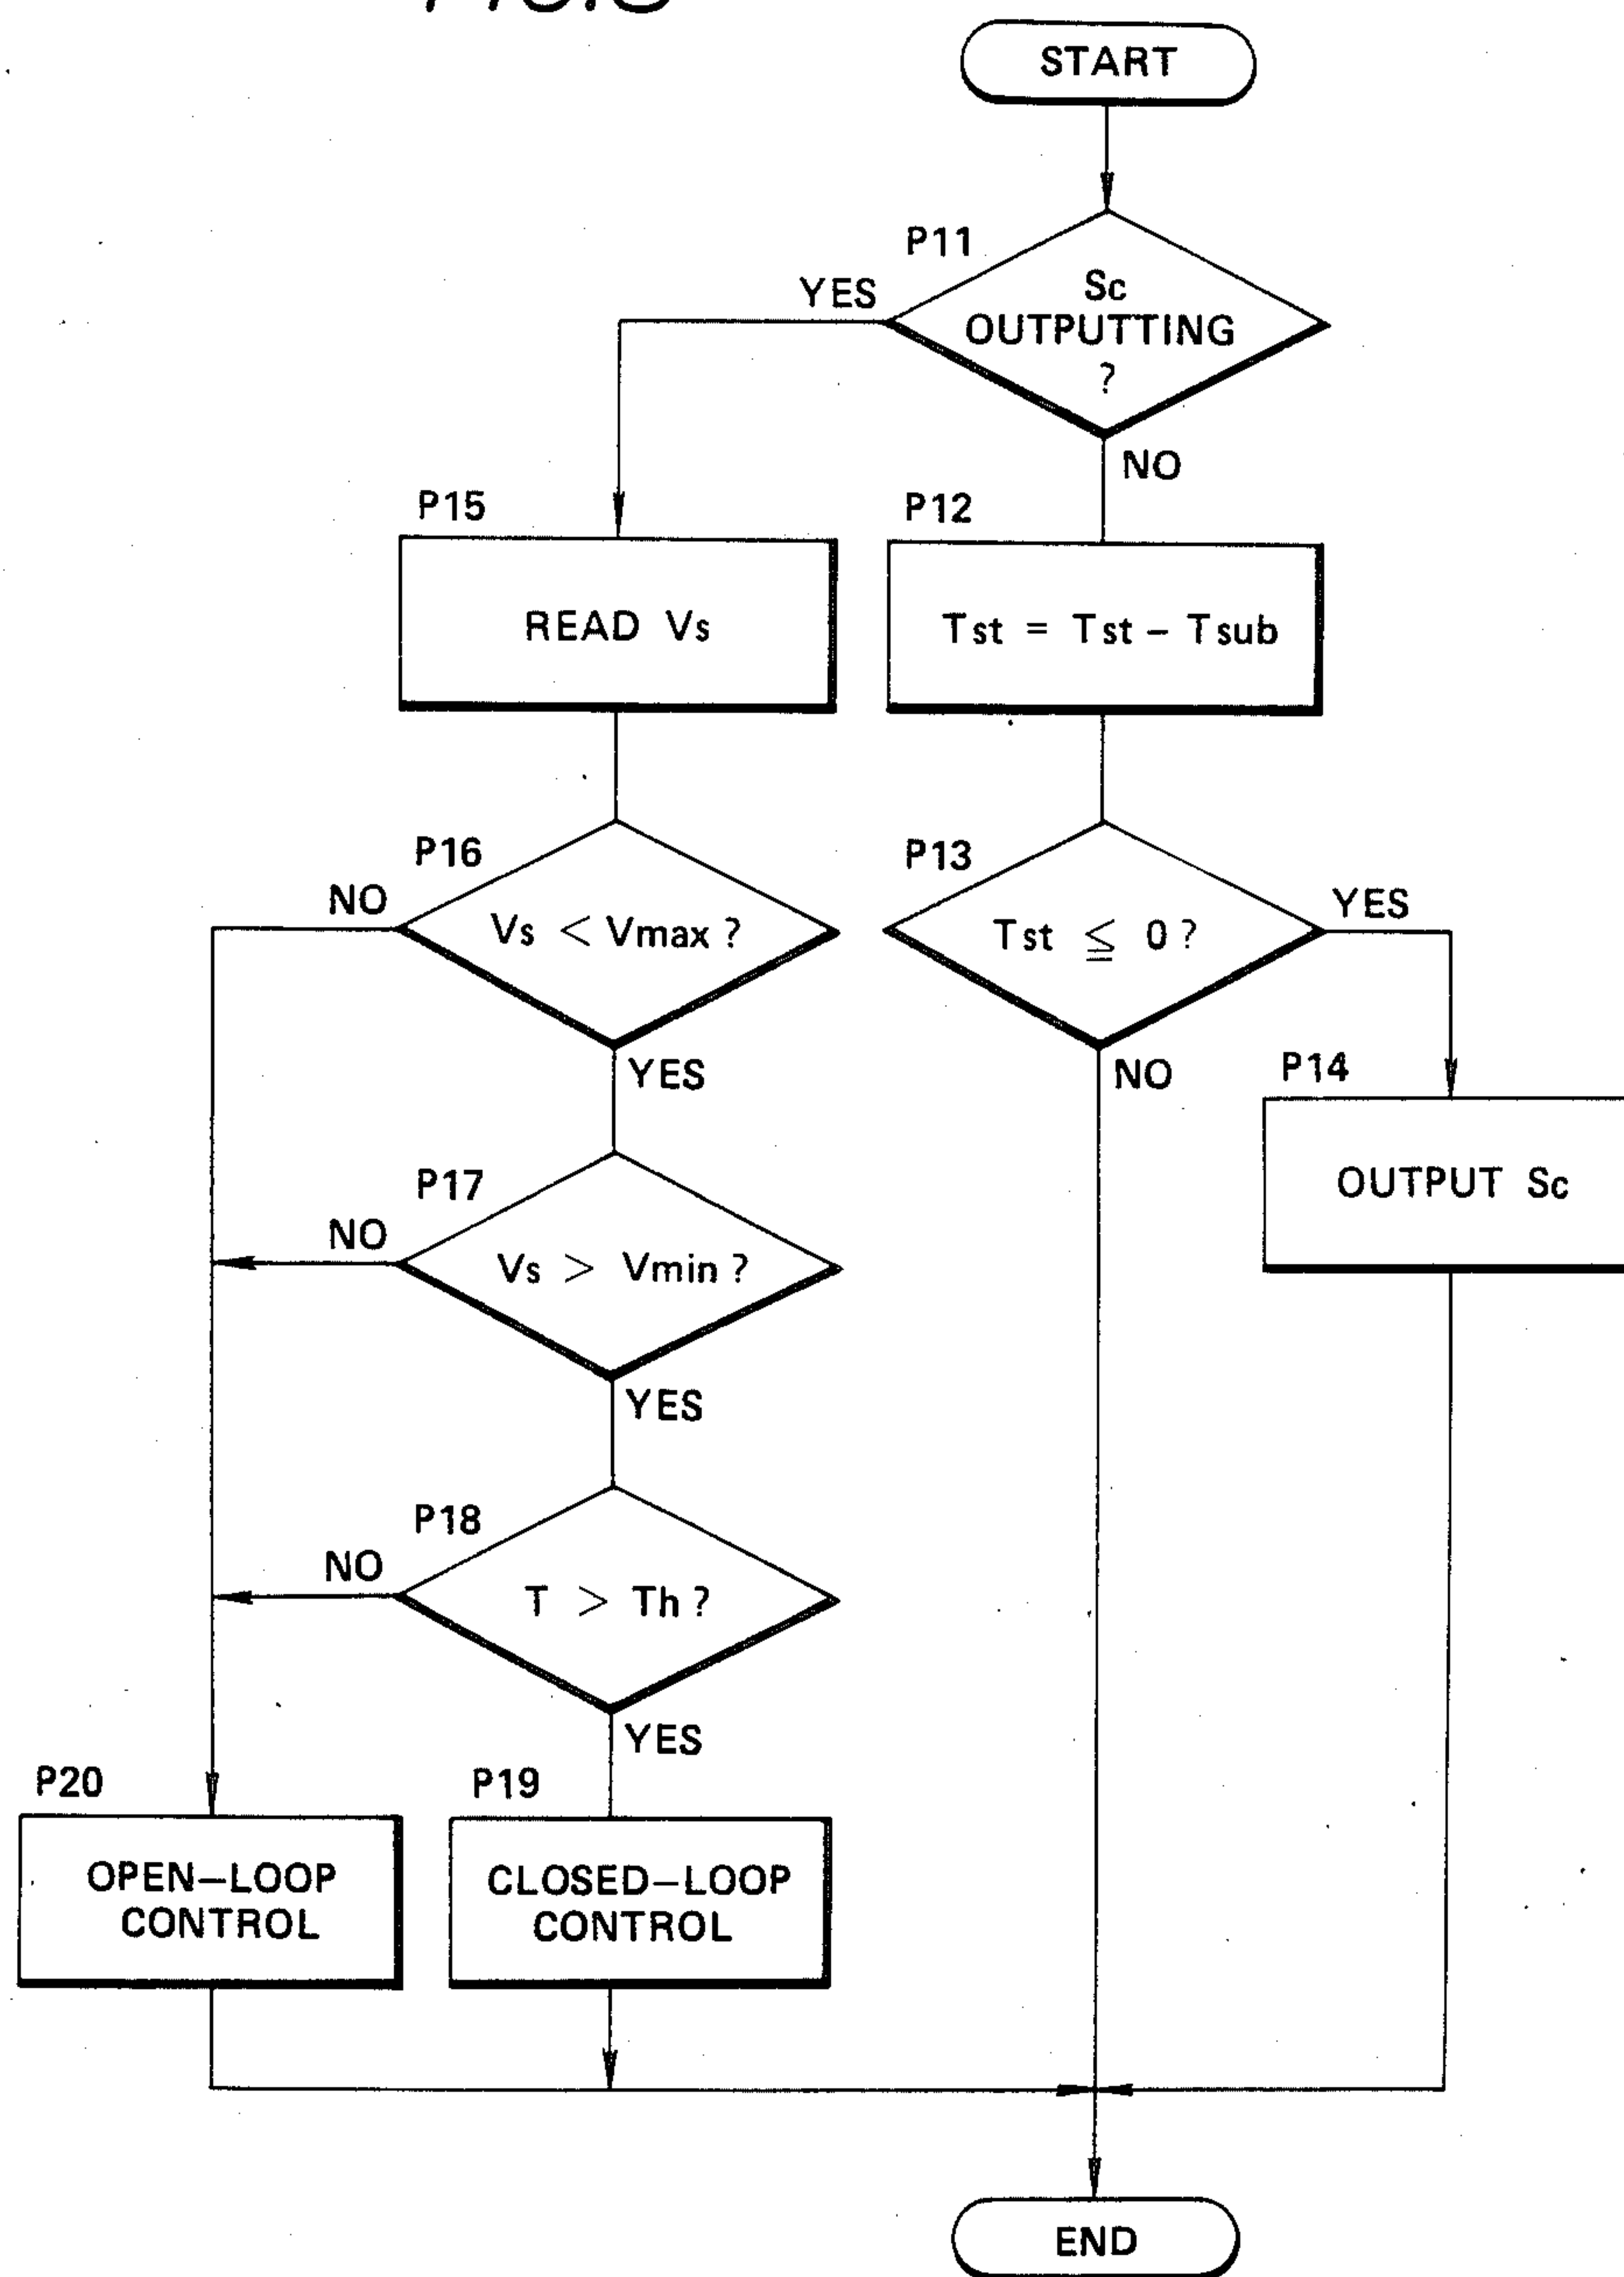 START
P11
YES
Sc
OUTPUTTING
?
NO
P15
P12
READ Vs
Tst = Tst – Tsub
P16
P13
NO
YES
Vs < Vmax ?
Tst ≦ 0 ?
YES
NO
P14
P17
OUTPUT Sc
NO
Vs > Vmin ?
YES
P18
NO
T > Th ?
YES
P20
P19
OPEN–LOOP
CONTROL
CLOSED–LOOP
CONTROL
END